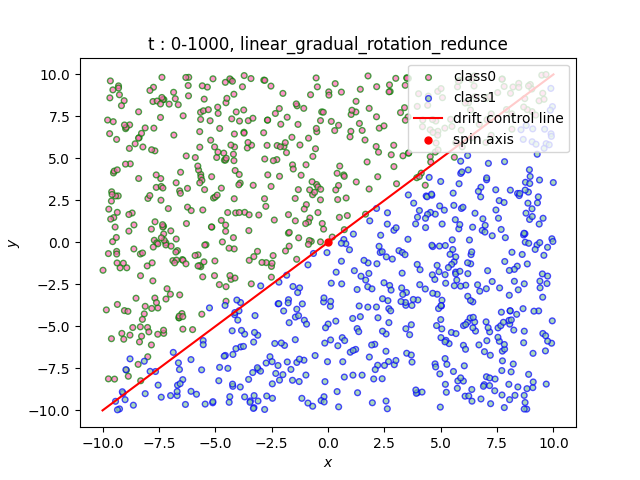 t : 0-1000, linear_gradual_rotation_redunce
class0
class1
drift control line
spin axis
10.0
7.5
5.0
2.5
0.0
−2.5
−5.0
−7.5
−10.0
y
−10.0 −7.5 −5.0 −2.5 0.0 2.5 5.0 7.5 10.0
x